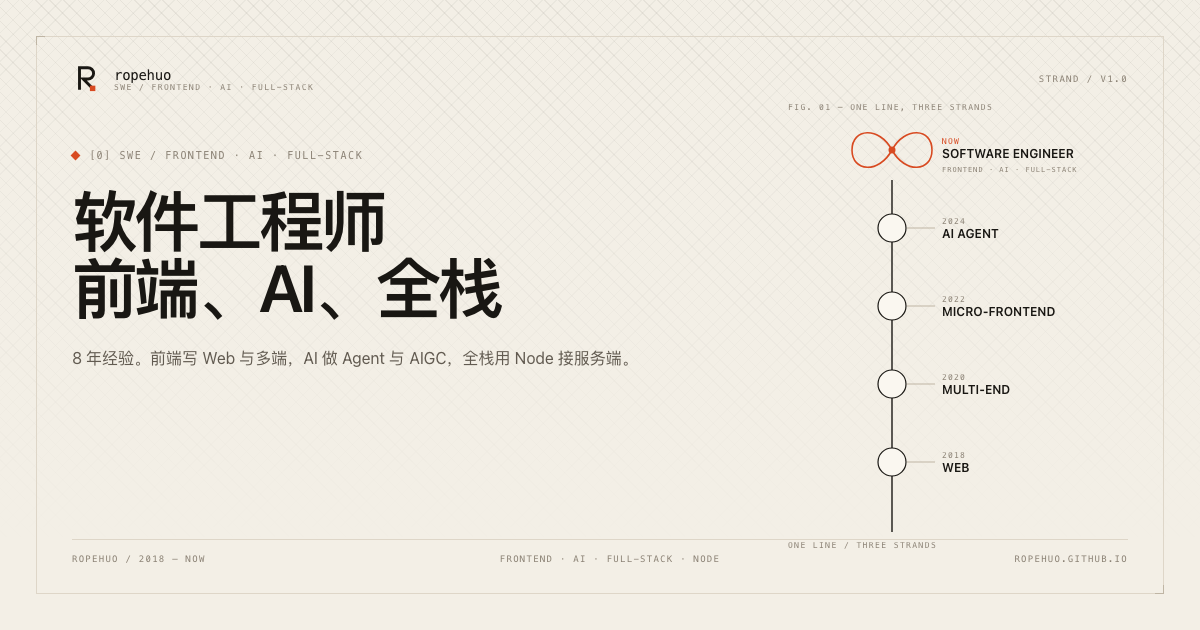 ropehuo
SWE / FRONTEND · AI · FULL-STACK
STRAND / V1.0
FIG. 01 — ONE LINE, THREE STRANDS
[0] SWE / FRONTEND · AI · FULL-STACK
软件工程师
前端、AI、全栈
8 年经验。前端写 Web 与多端，AI 做 Agent 与 AIGC，全栈用 Node 接服务端。
NOW
SOFTWARE ENGINEER
FRONTEND · AI · FULL-STACK
2024
AI AGENT
2022
MICRO-FRONTEND
2020
MULTI-END
2018
WEB
ONE LINE / THREE STRANDS
ROPEHUO / 2018 — NOW
FRONTEND · AI · FULL-STACK · NODE
ROPEHUO.GITHUB.IO